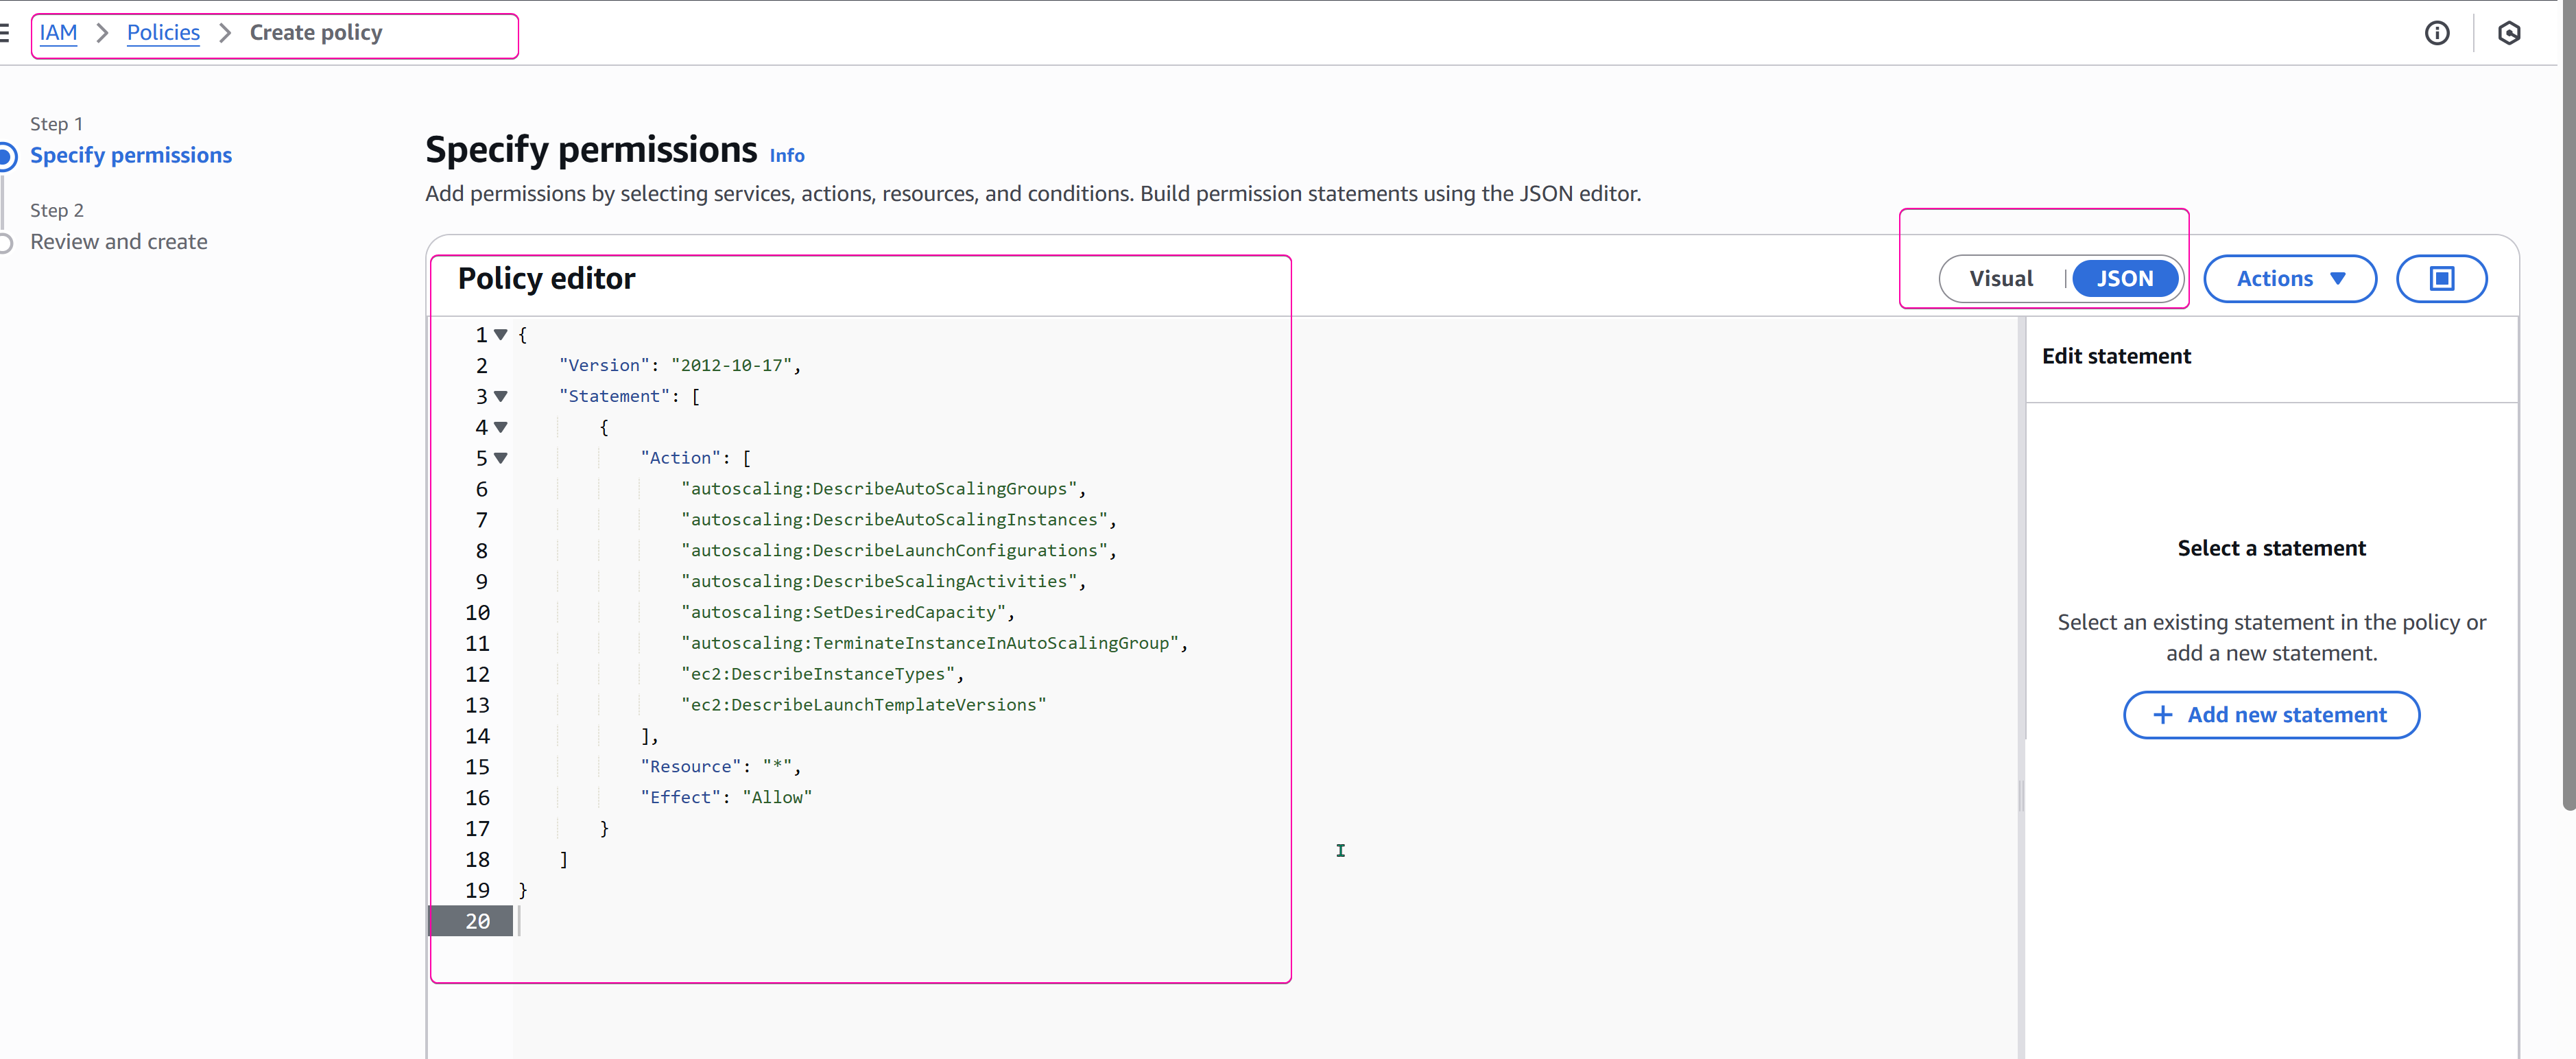 IAM > Policies > Create policy
Step 1
Specify permissions
Step 2
Review and create
Specify permissions Info
Add permissions by selecting services, actions, resources, and conditions. Build permission statements using the JSON editor.
Policy editor
Visual | JSON
Actions
1 {
2     "Version": "2012-10-17",
3     "Statement": [
4         {
5             "Action": [
6                 "autoscaling:DescribeAutoScalingGroups",
7                 "autoscaling:DescribeAutoScalingInstances",
8                 "autoscaling:DescribeLaunchConfigurations",
9                 "autoscaling:DescribeScalingActivities",
10                 "autoscaling:SetDesiredCapacity",
11                 "autoscaling:TerminateInstanceInAutoScalingGroup",
12                 "ec2:DescribeInstanceTypes",
13                 "ec2:DescribeLaunchTemplateVersions"
14             ],
15             "Resource": "*",
16             "Effect": "Allow"
17         }
18     ]
19 }
20
Edit statement
Select a statement
Select an existing statement in the policy or
add a new statement.
+ Add new statement